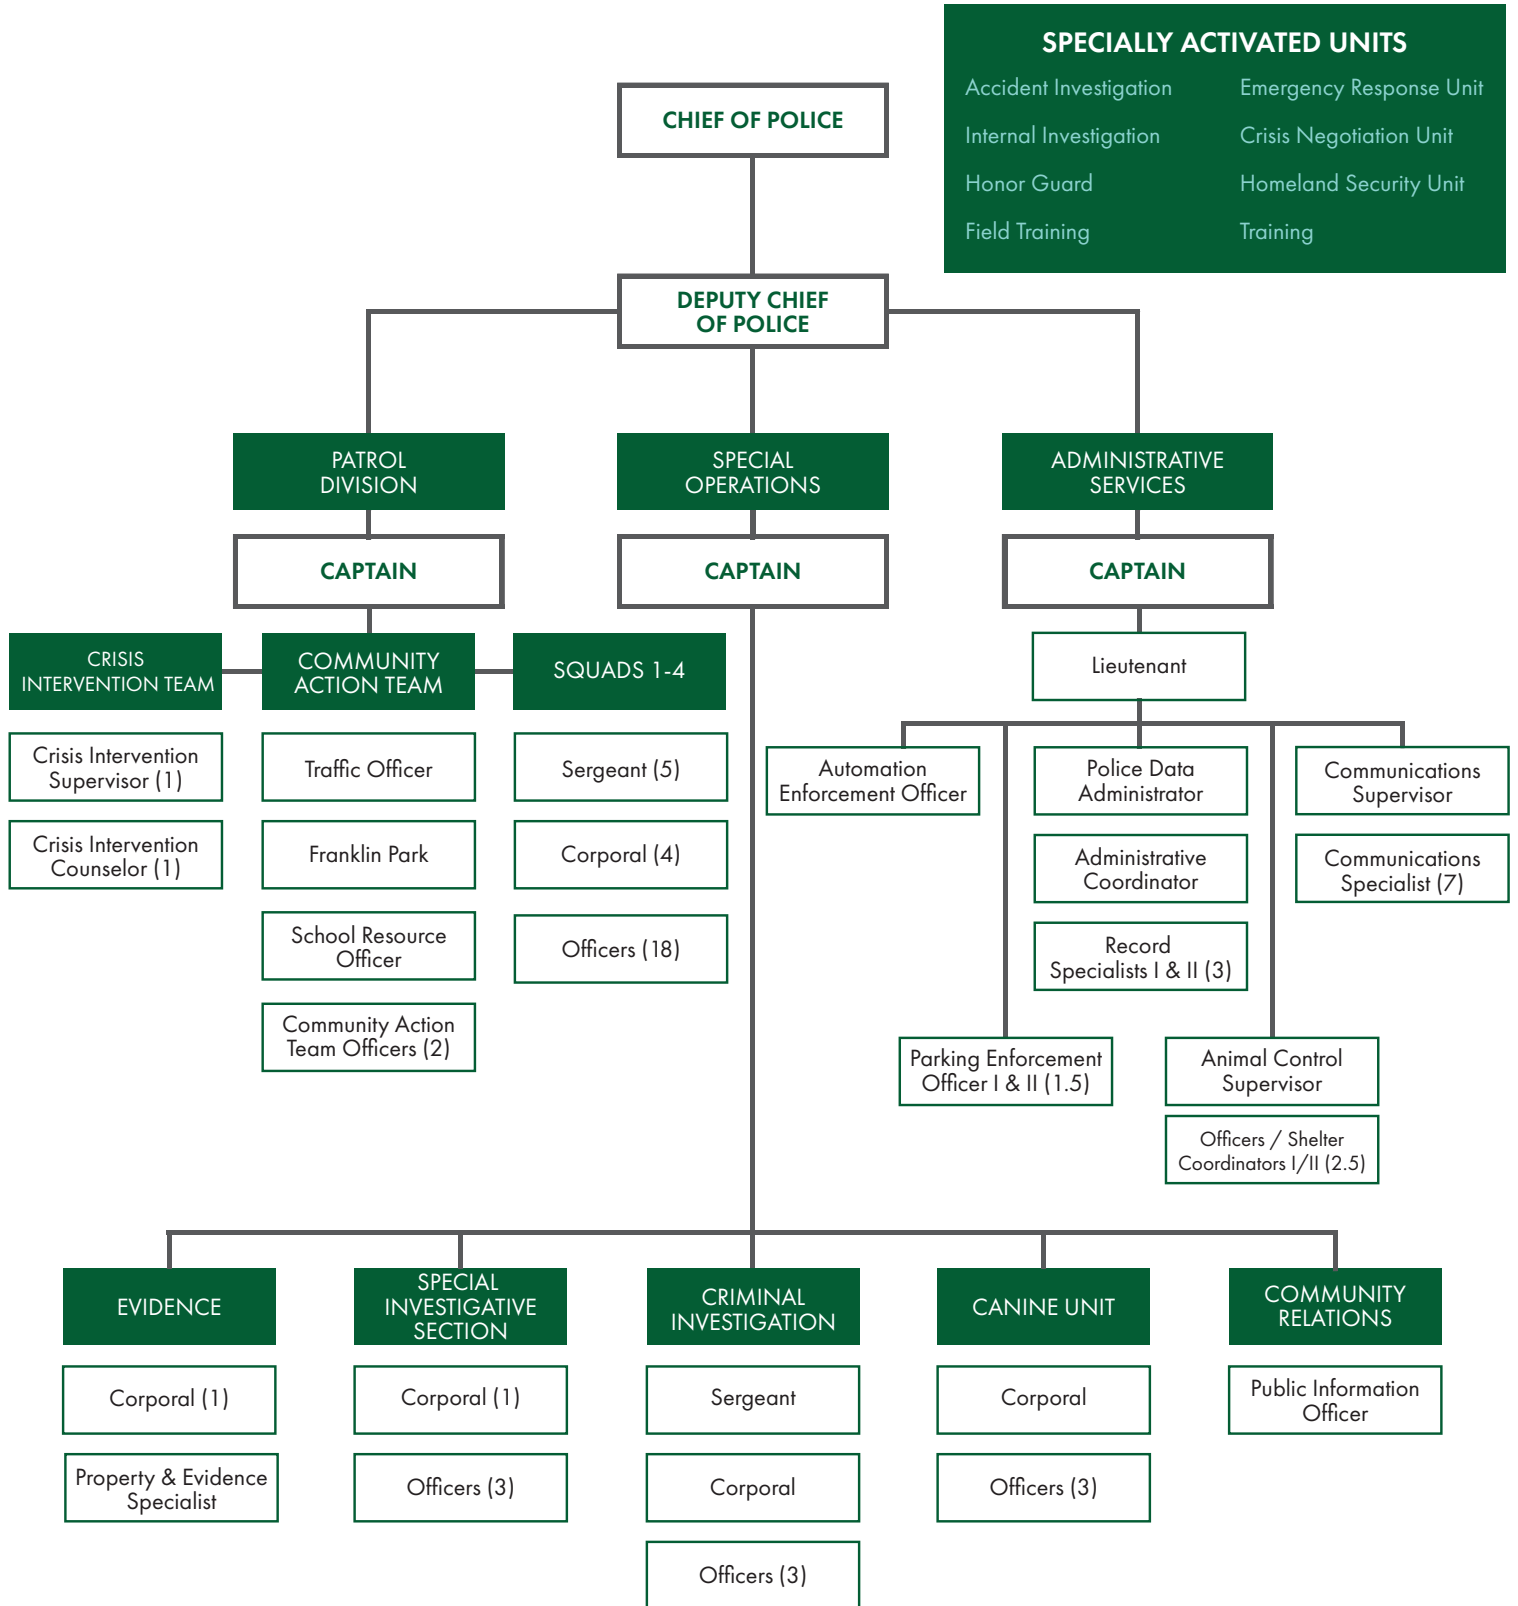 SPECIALLY ACTIVATED UNITS
Accident Investigation
Emergency Response Unit
Internal Investigation
Crisis Negotiation Unit
Honor Guard
Homeland Security Unit
Field Training
Training
CHIEF OF POLICE
DEPUTY CHIEF
OF POLICE
PATROL
DIVISION
SPECIAL
OPERATIONS
ADMINISTRATIVE
SERVICES
CAPTAIN
CAPTAIN
CAPTAIN
CRISIS
INTERVENTION TEAM
COMMUNITY
ACTION TEAM
SQUADS 1-4
Lieutenant
Crisis Intervention
Supervisor (1)
Crisis Intervention
Counselor (1)
Traffic Officer
Franklin Park
School Resource
Officer
Community Action
Team Officers (2)
Sergeant (5)
Corporal (4)
Officers (18)
Automation
Enforcement Officer
Police Data
Administrator
Administrative
Coordinator
Record
Specialists I & II (3)
Communications
Supervisor
Communications
Specialist (7)
Parking Enforcement
Officer I & II (1.5)
Animal Control
Supervisor
Officers / Shelter
Coordinators I/II (2.5)
EVIDENCE
Corporal (1)
Property & Evidence
Specialist
SPECIAL
INVESTIGATIVE
SECTION
Corporal (1)
Officers (3)
CRIMINAL
INVESTIGATION
Sergeant
Corporal
Officers (3)
CANINE UNIT
Corporal
Officers (3)
COMMUNITY
RELATIONS
Public Information
Officer